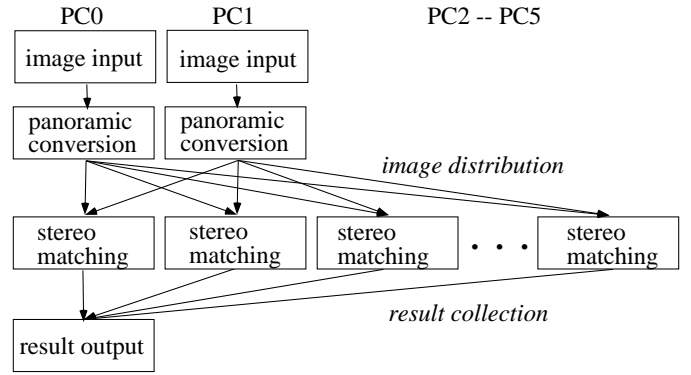 PC0 PC1 PC2 -- PC5
image input image input
panoramic conversion panoramic conversion
image distribution
stereo matching stereo matching stereo matching . . . stereo matching
result collection
result output